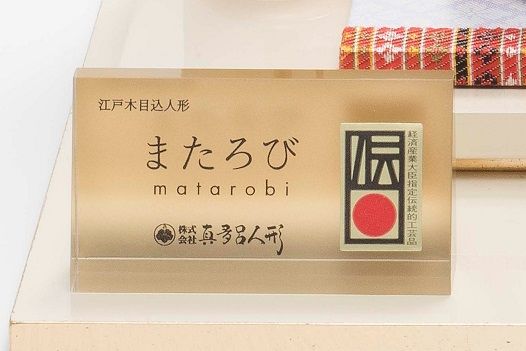 江戸木目込人形
またろび
matarobi
株式会社 真多呂人形
伝
経済産業大臣指定伝統的工芸品